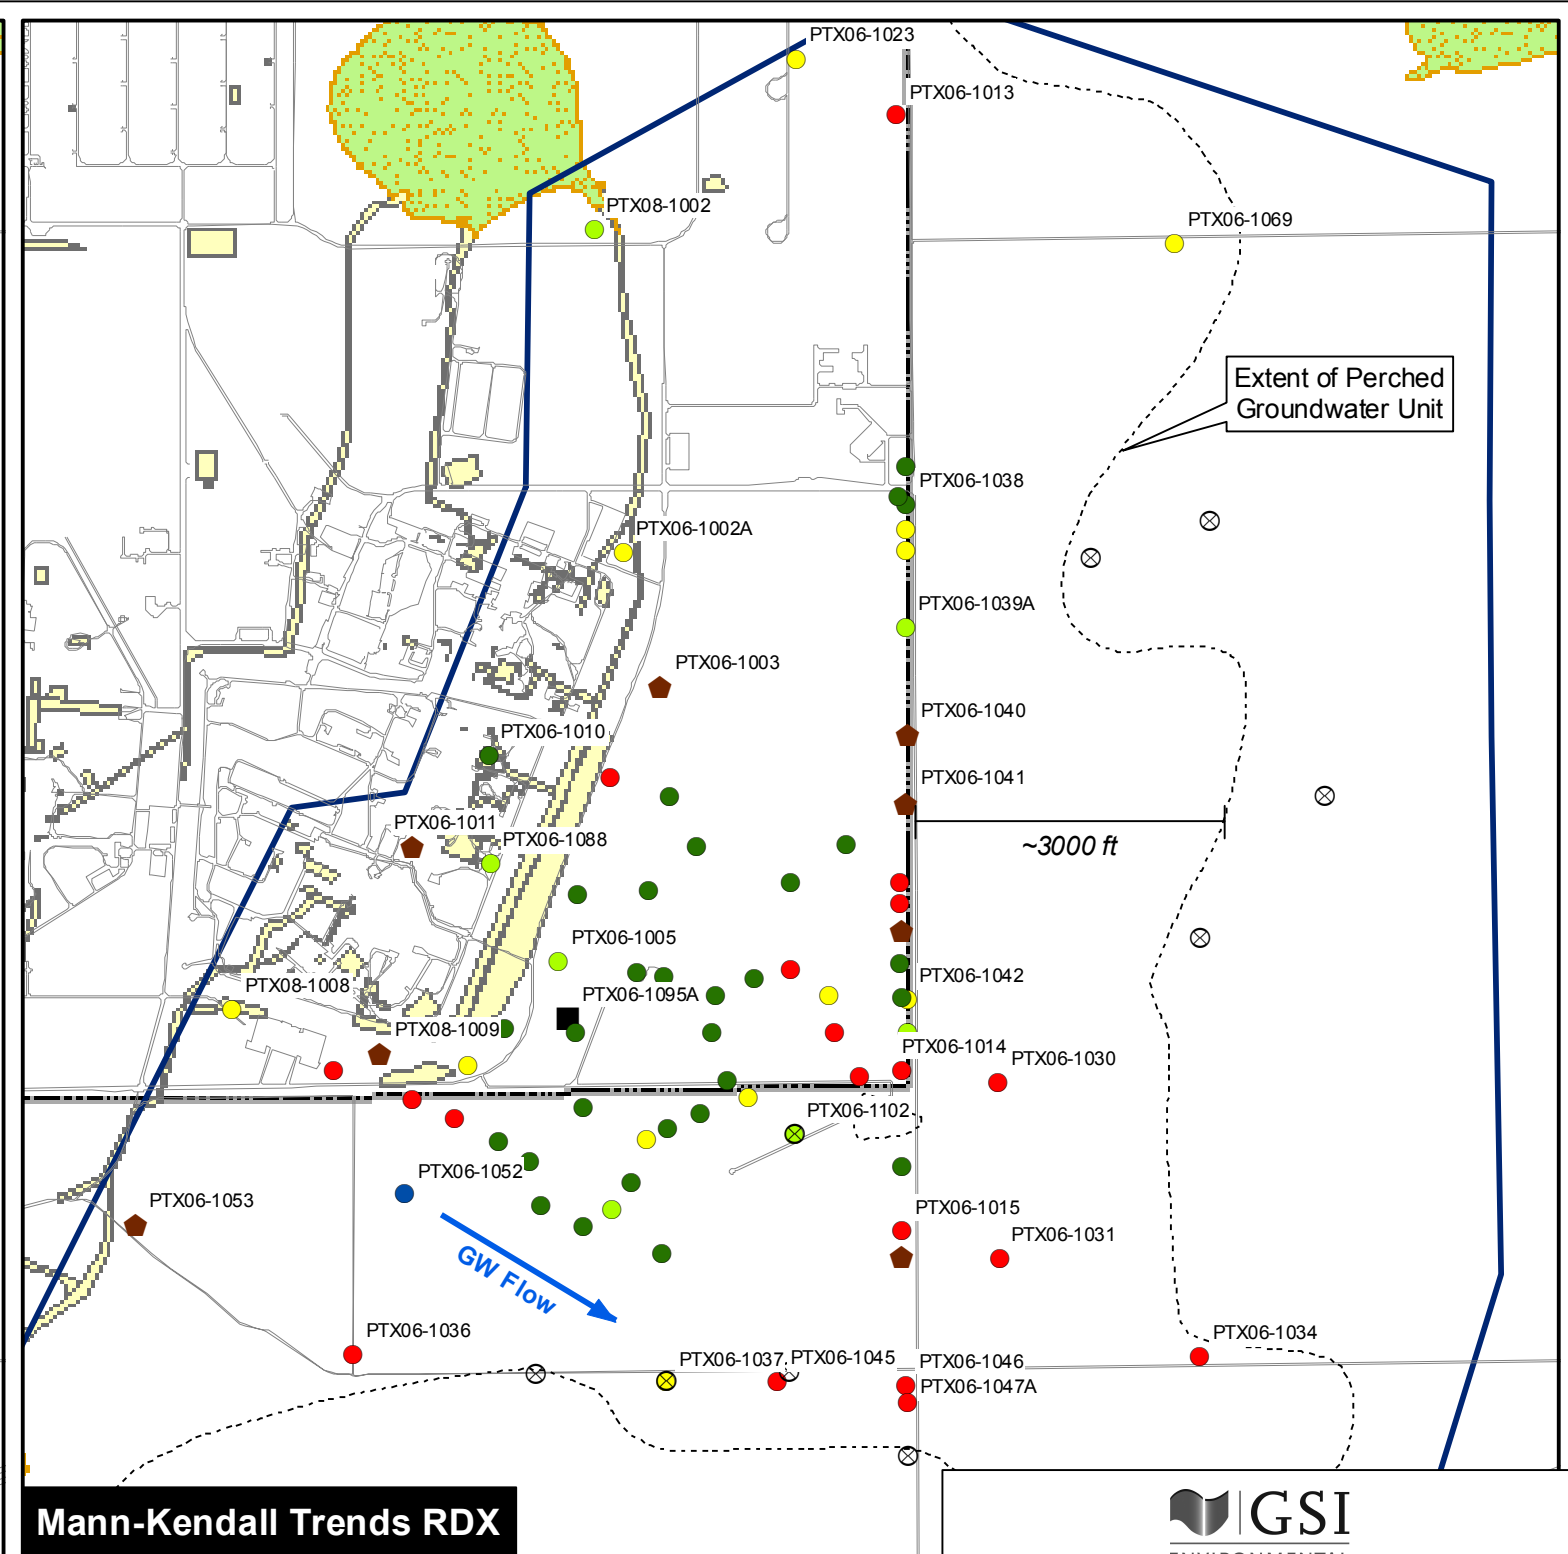 PTX06-1023
PTX06-1013
PTX08-1002
PTX06-1069
Extent of Perched
Groundwater Unit
PTX06-1038
PTX06-1002A
PTX06-1039A
PTX06-1003
PTX06-1040
PTX06-1010
PTX06-1041
PTX06-1011
PTX06-1088
~3000 ft
PTX06-1005
PTX06-1042
PTX08-1008
PTX06-1095A
PTX08-1009
PTX06-1014
PTX06-1030
PTX06-1102
PTX06-1052
PTX06-1053
PTX06-1015
PTX06-1031
GW Flow
PTX06-1036
PTX06-1034
PTX06-1037
PTX06-1045
PTX06-1046
PTX06-1047A
Mann-Kendall Trends RDX
GSI